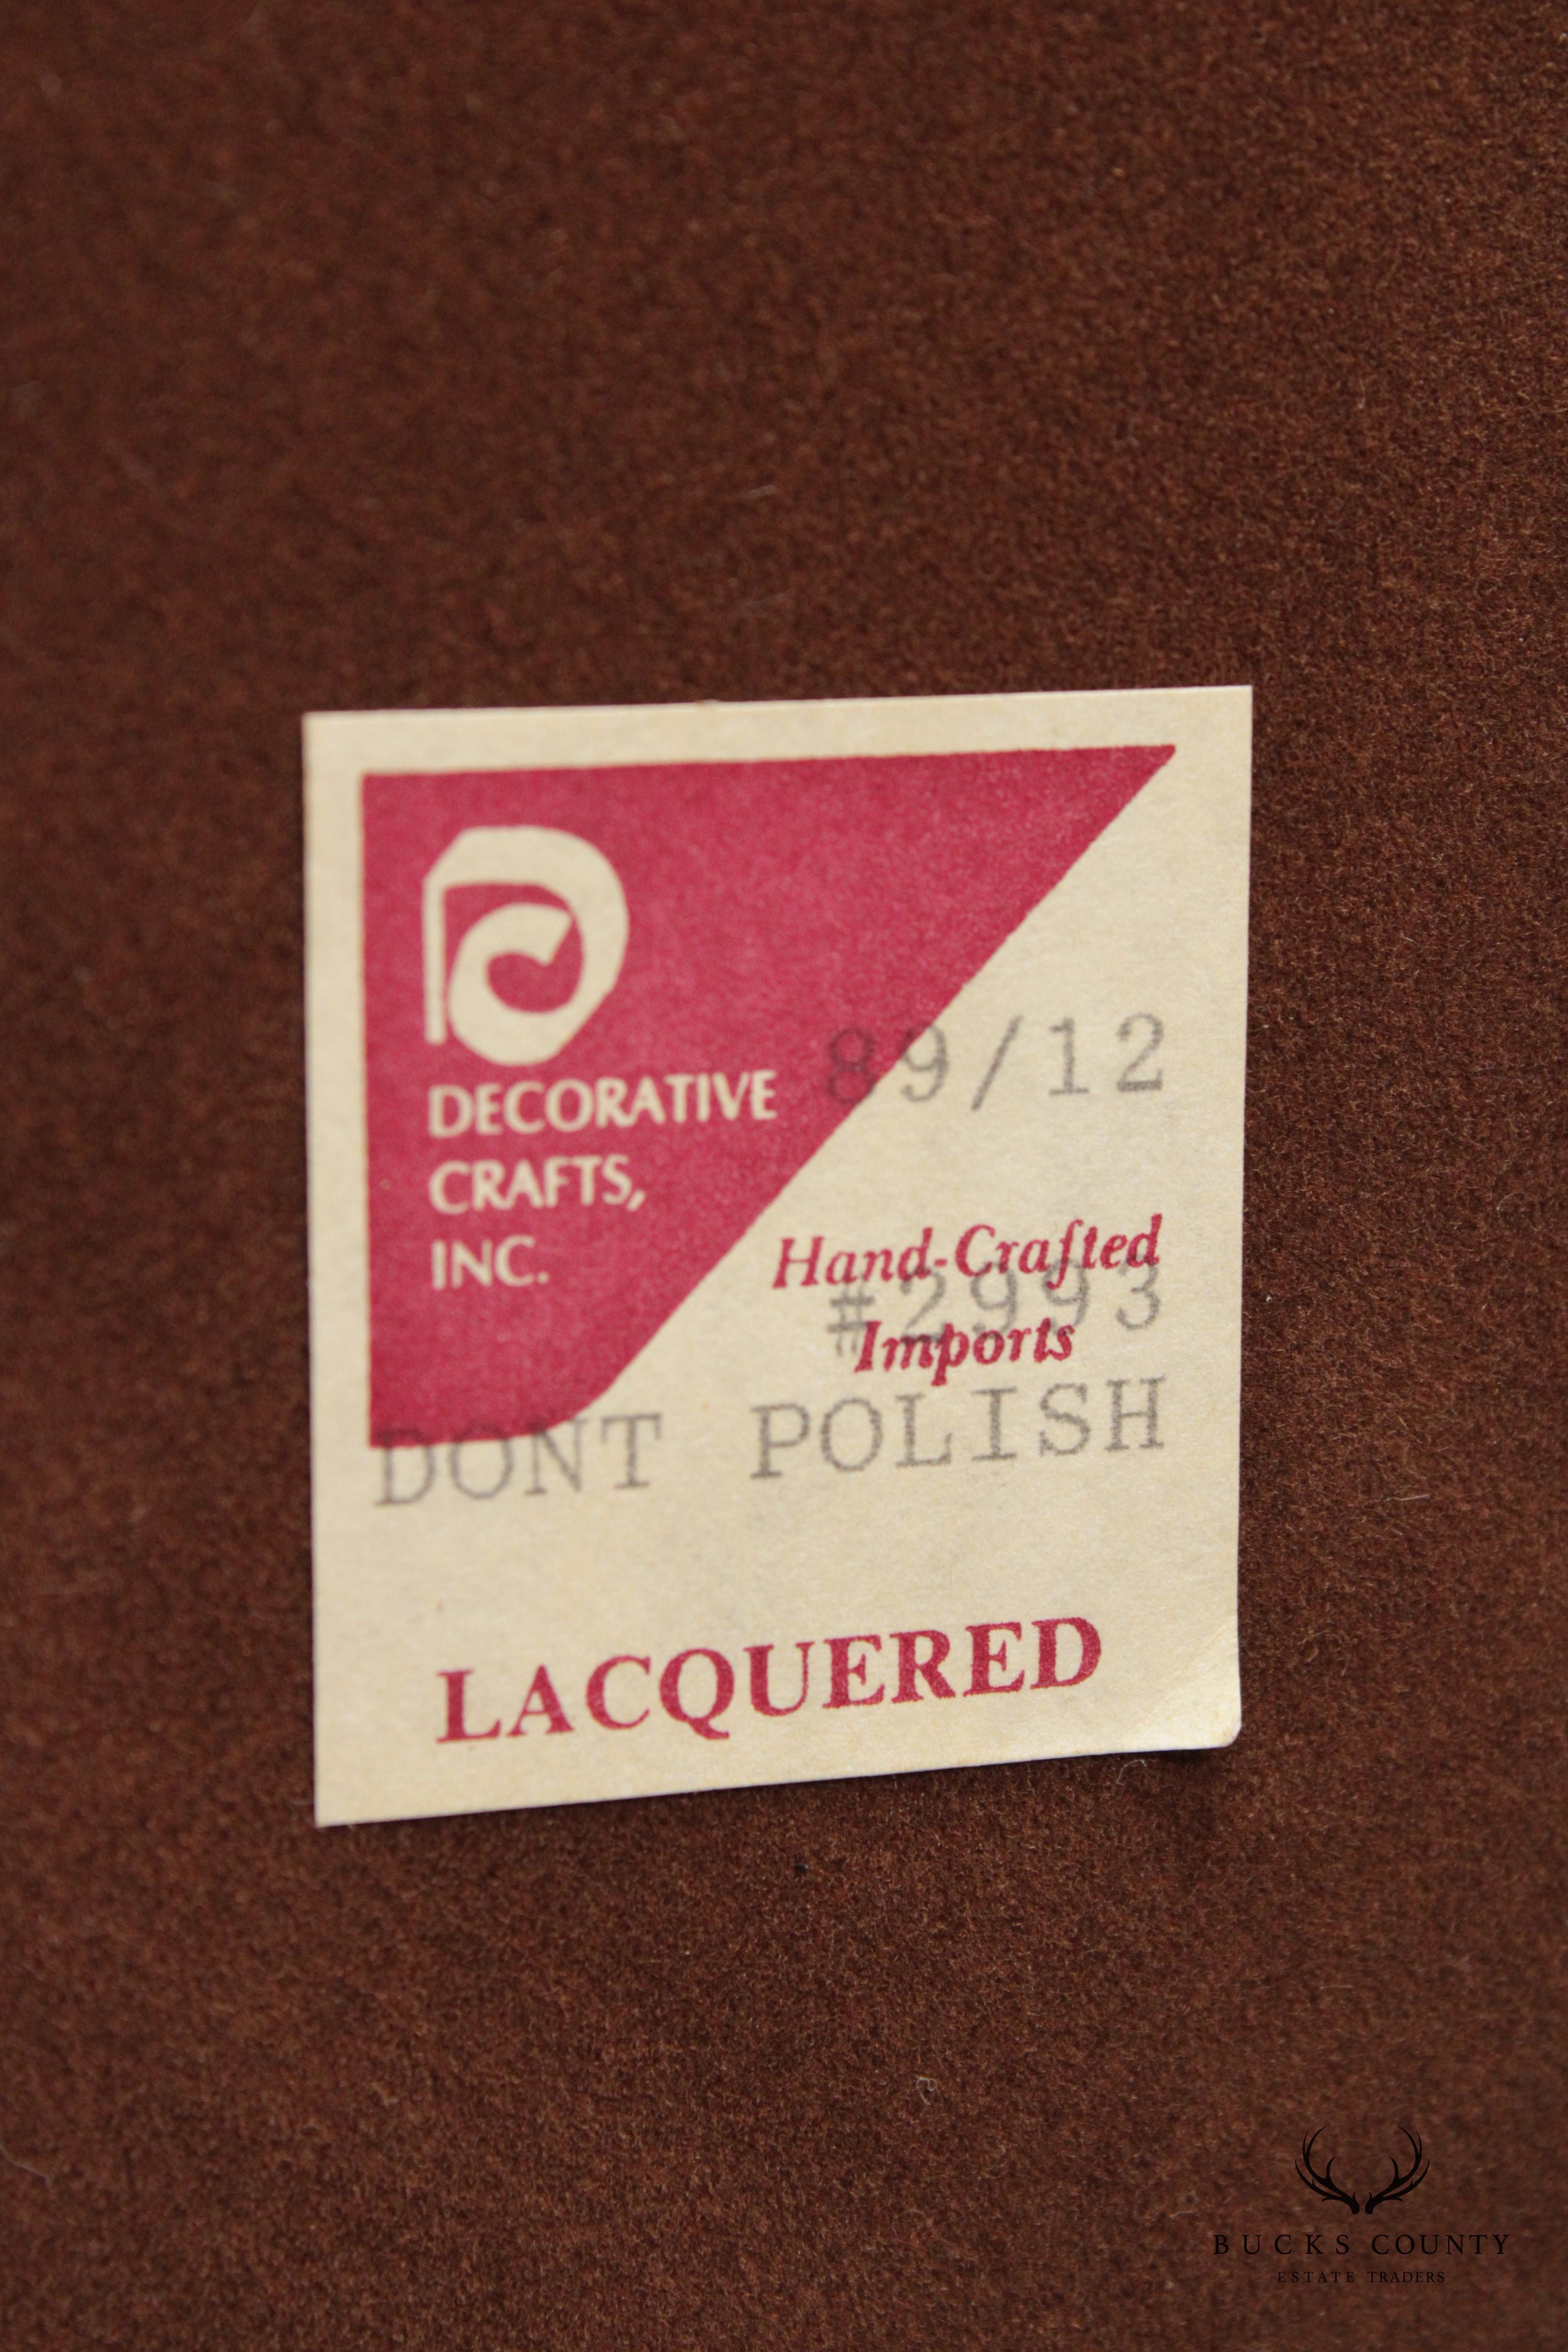 DECORATIVE
CRAFTS,
INC.
89/12
Hand-Crafted
#2993
Imports
DONT POLISH
LACQUERED
BUCKS COUNTY
ESTATE TRADERS